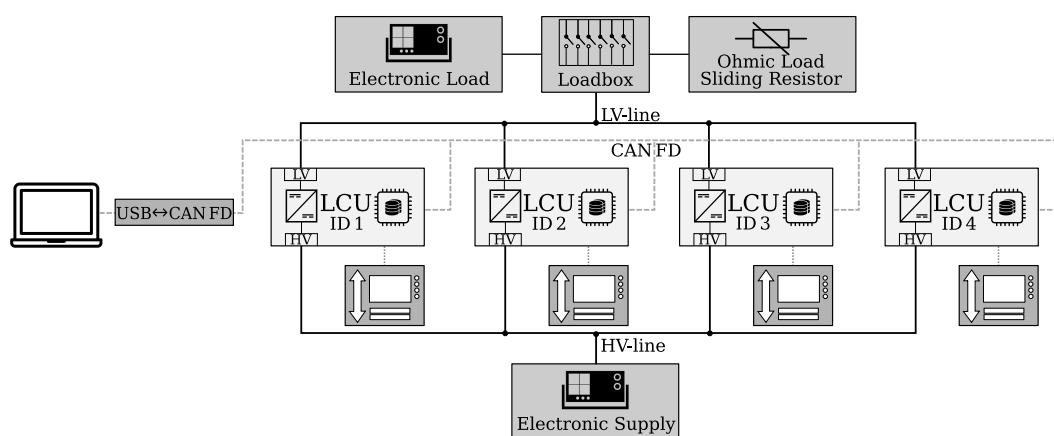 Electronic Load
Loadbox
Ohmic Load
Sliding Resistor
LV-line
CAN FD
LV
LV
LV
LV
USB↔CAN FD
LCU
ID 1
LCU
ID 2
LCU
ID 3
LCU
ID 4
HV
HV
HV
HV
HV-line
Electronic Supply